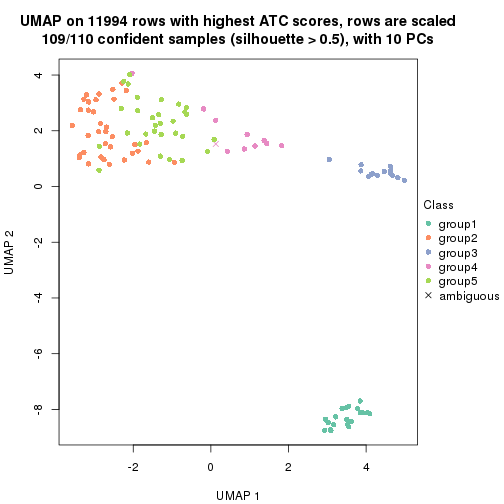 UMAP on 11994 rows with highest ATC scores, rows are scaled
109/110 confident samples (silhouette > 0.5), with 10 PCs
4
2
0
-2
-4
-6
-8
UMAP 2
-2
0
2
4
UMAP 1
Class
group1
group2
group3
group4
group5
ambiguous